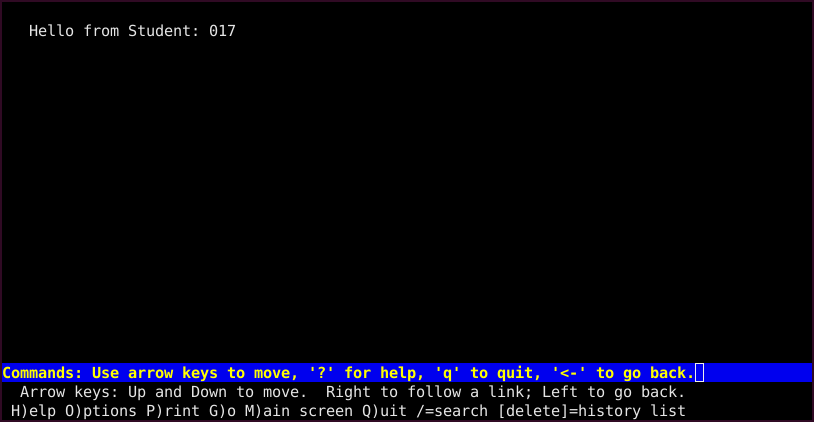 Hello from Student: 017
Commands: Use arrow keys to move, '?' for help, 'q' to quit, '<-' to go back.
Arrow keys: Up and Down to move.  Right to follow a link; Left to go back.
H)elp O)ptions P)rint G)o M)ain screen Q)uit /=search [delete]=history list